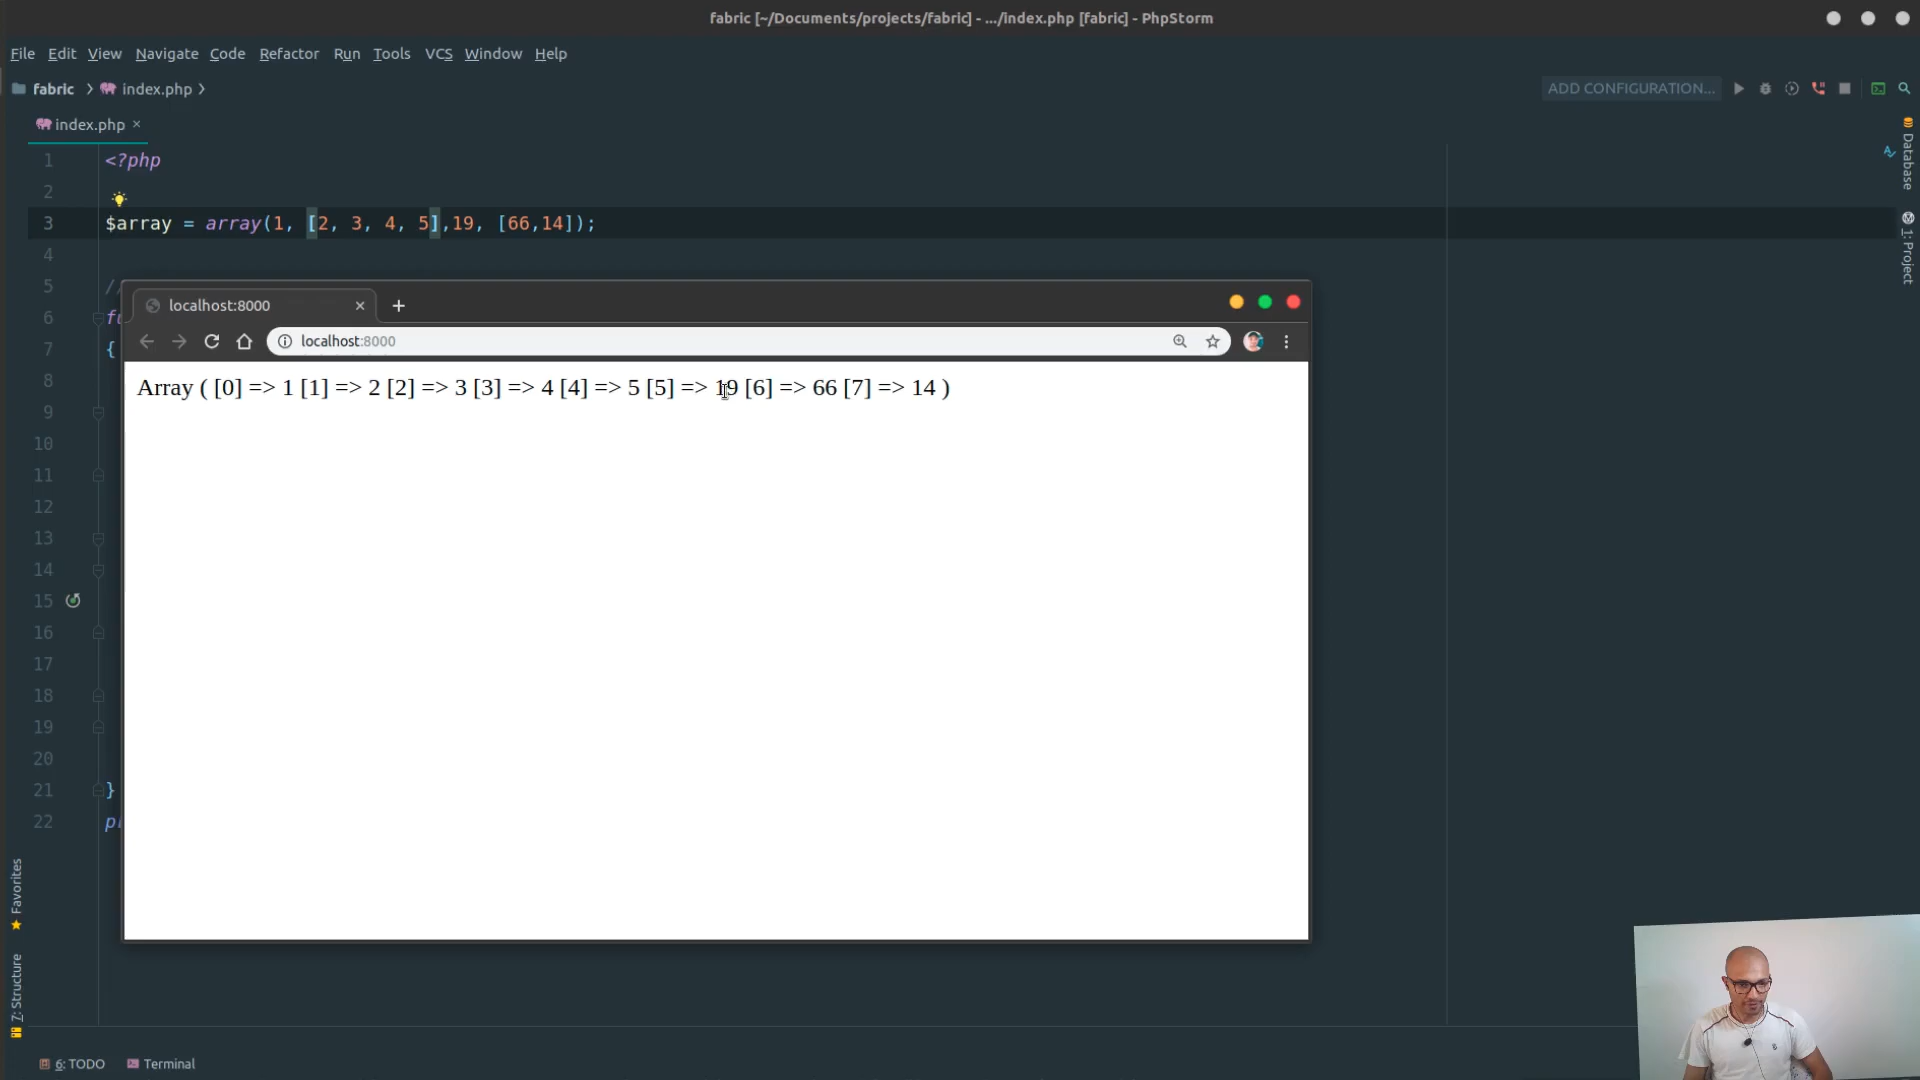 fabric [~/Documents/projects/fabric] - .../index.php [fabric] - PhpStorm
File Edit View Navigate Code Refactor Run Tools VCS Window Help
fabric index.php
ADD CONFIGURATION...
index.php
1 <?php
2
3 $array = array(1, [2, 3, 4, 5],19, [66,14]);
4
5 /
6
7 {
8
9
10
11
12
13
14
15
16
17
18
19
20
21 }
22
localhost:8000
localhost:8000
Array ( [0] => 1 [1] => 2 [2] => 3 [3] => 4 [4] => 5 [5] => 19 [6] => 66 [7] => 14 )
Database
1: Project
Favorites
7: Structure
6: TODO Terminal